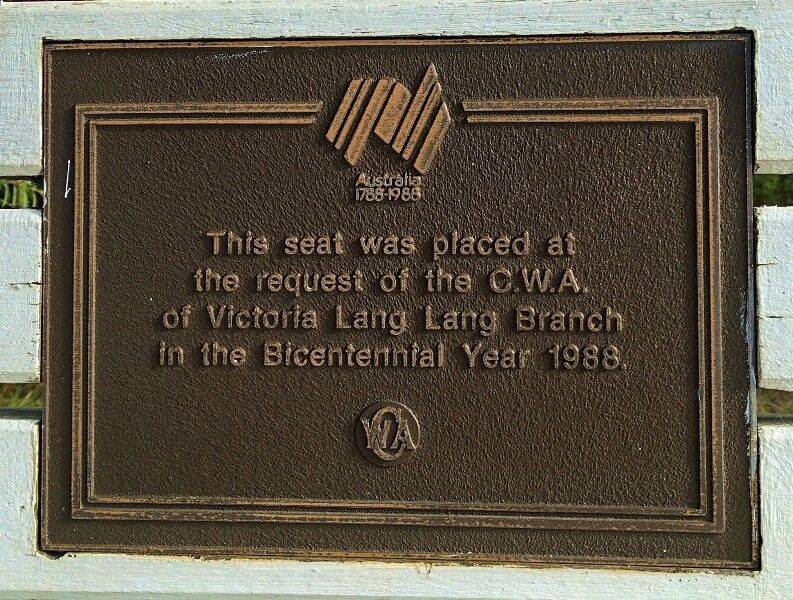 Australia
1788-1988
This seat was placed at
the request of the C.W.A.
of Victoria Lang Lang Branch
in the Bicentennial Year 1988.
CWA